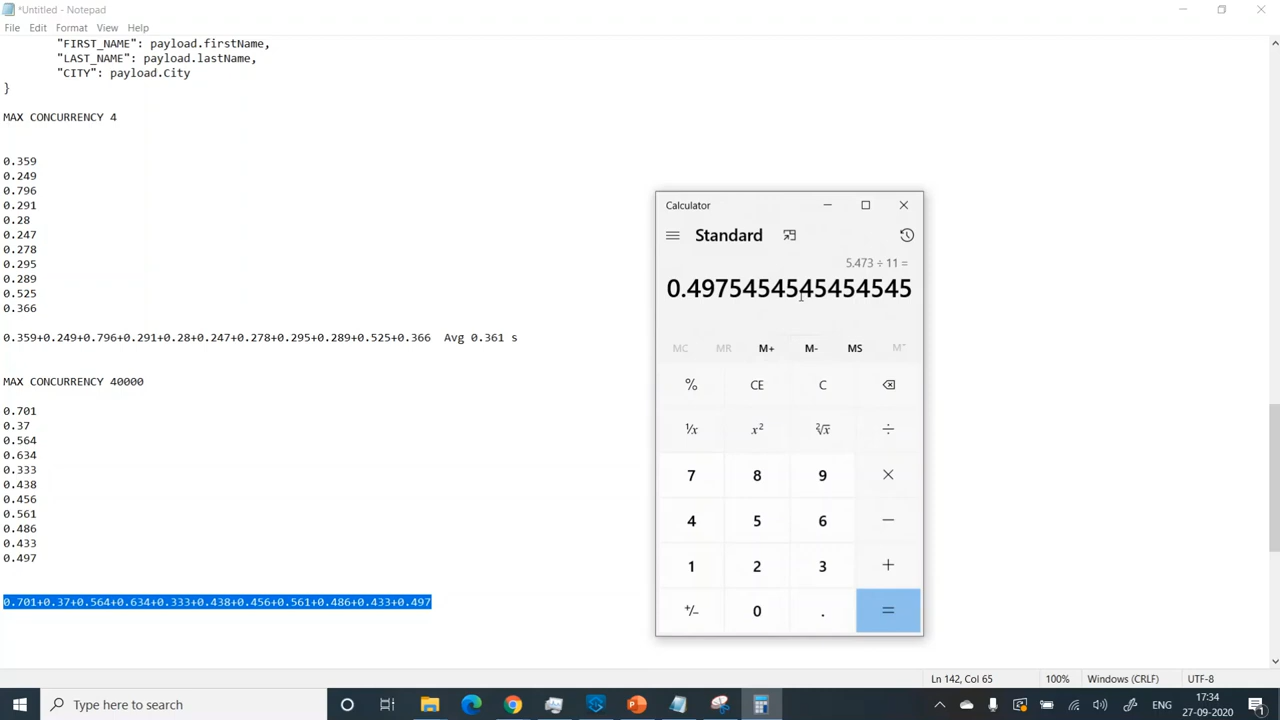 *Untitled - Notepad
File Edit Format View Help
"FIRST_NAME": payload.firstName,
"LAST_NAME": payload.lastName,
"CITY": payload.City
}
MAX CONCURRENCY 4
0.359
0.249
0.796
0.291
0.28
0.247
0.278
0.295
0.289
0.525
0.366
0.359+0.249+0.796+0.291+0.28+0.247+0.278+0.295+0.289+0.525+0.366 Avg 0.361 s
MAX CONCURRENCY 40000
0.701
0.37
0.564
0.634
0.333
0.438
0.456
0.561
0.486
0.433
0.497
0.701+0.37+0.564+0.634+0.333+0.438+0.456+0.561+0.486+0.433+0.497
Calculator
Standard
5.473 ÷ 11 =
0.4975454545454545
MC MR M+ M- MS M˅
% CE C
¹/x x² ²√x ÷
7 8 9 ×
4 5 6 −
1 2 3 +
+/− 0 . =
Ln 142, Col 65 100% Windows (CRLF) UTF-8
Type here to search
17:34
27-09-2020
1